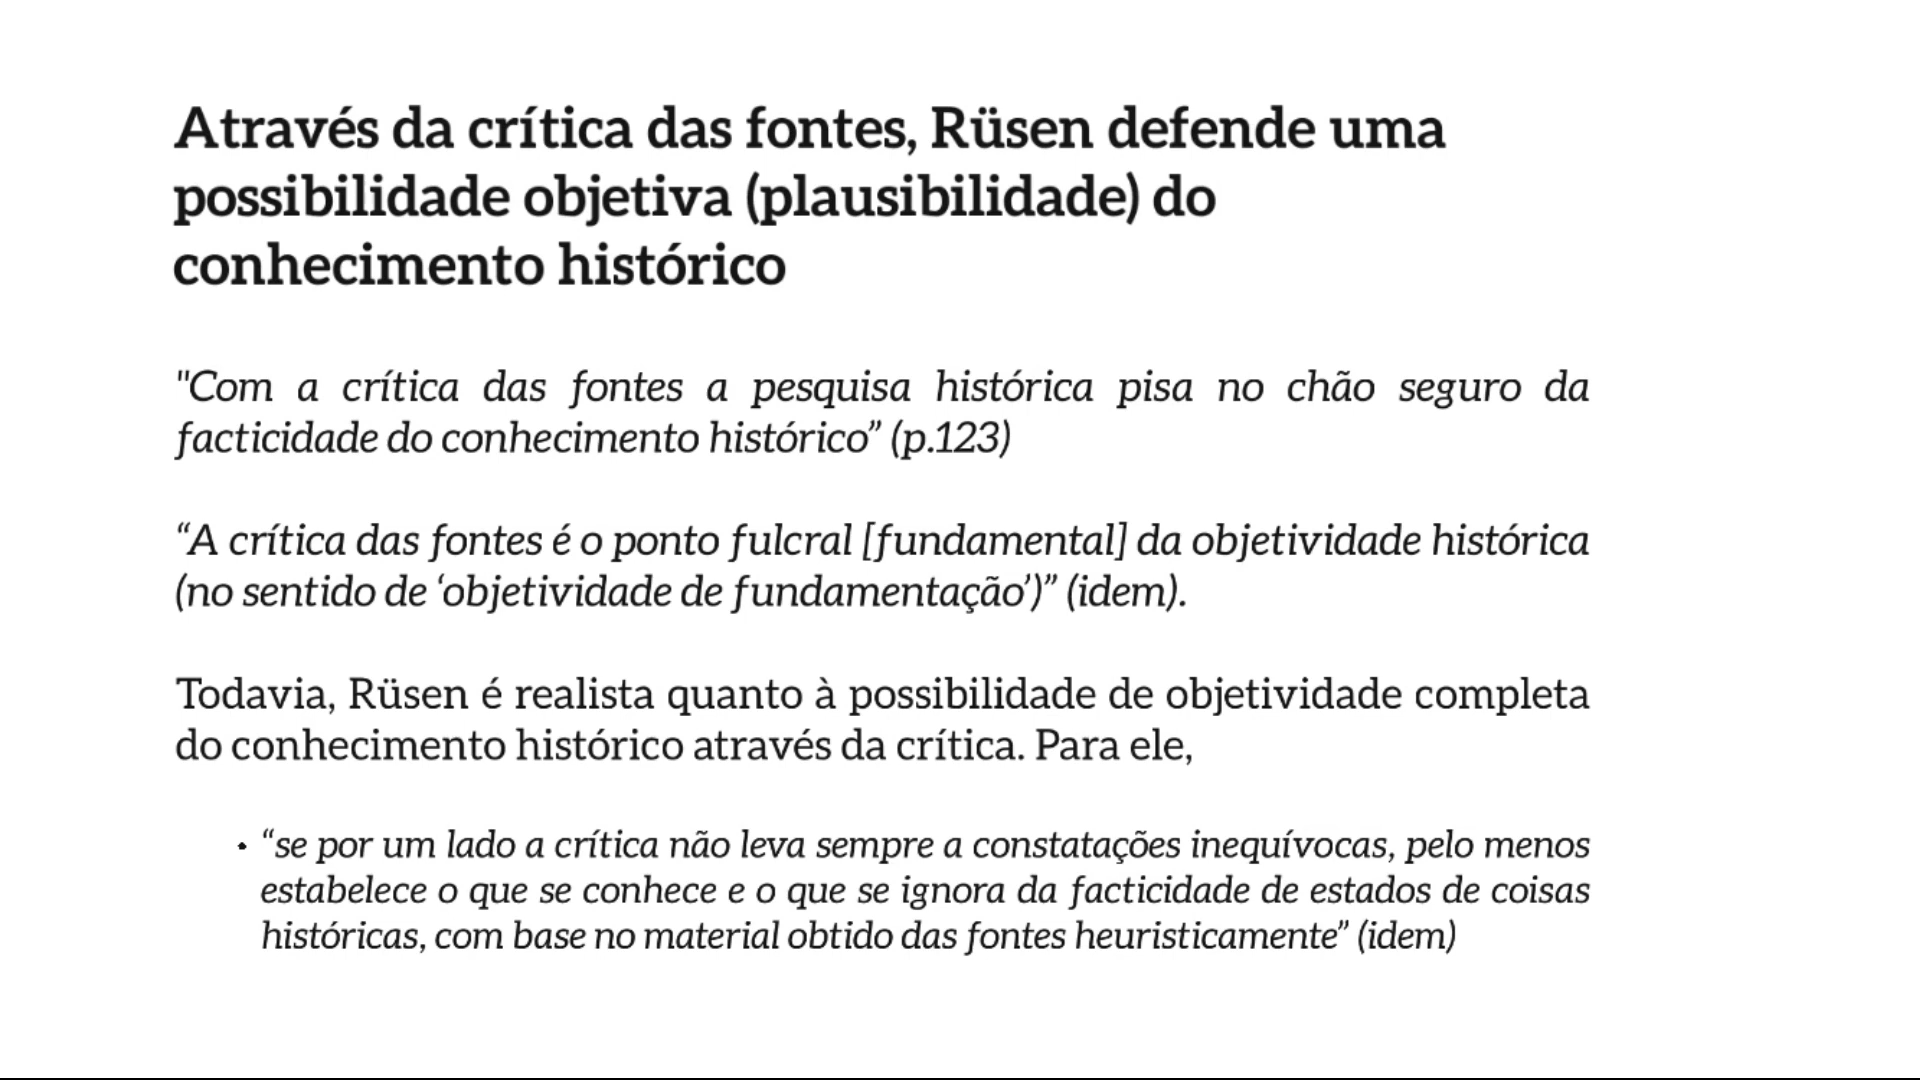 Através da crítica das fontes, Rüsen defende uma
possibilidade objetiva (plausibilidade) do
conhecimento histórico
"Com a crítica das fontes a pesquisa histórica pisa no chão seguro da
facticidade do conhecimento histórico” (p.123)
“A crítica das fontes é o ponto fulcral [fundamental] da objetividade histórica
(no sentido de ‘objetividade de fundamentação’)” (idem).
Todavia, Rüsen é realista quanto à possibilidade de objetividade completa
do conhecimento histórico através da crítica. Para ele,
• “se por um lado a crítica não leva sempre a constatações inequívocas, pelo menos
estabelece o que se conhece e o que se ignora da facticidade de estados de coisas
históricas, com base no material obtido das fontes heuristicamente” (idem)